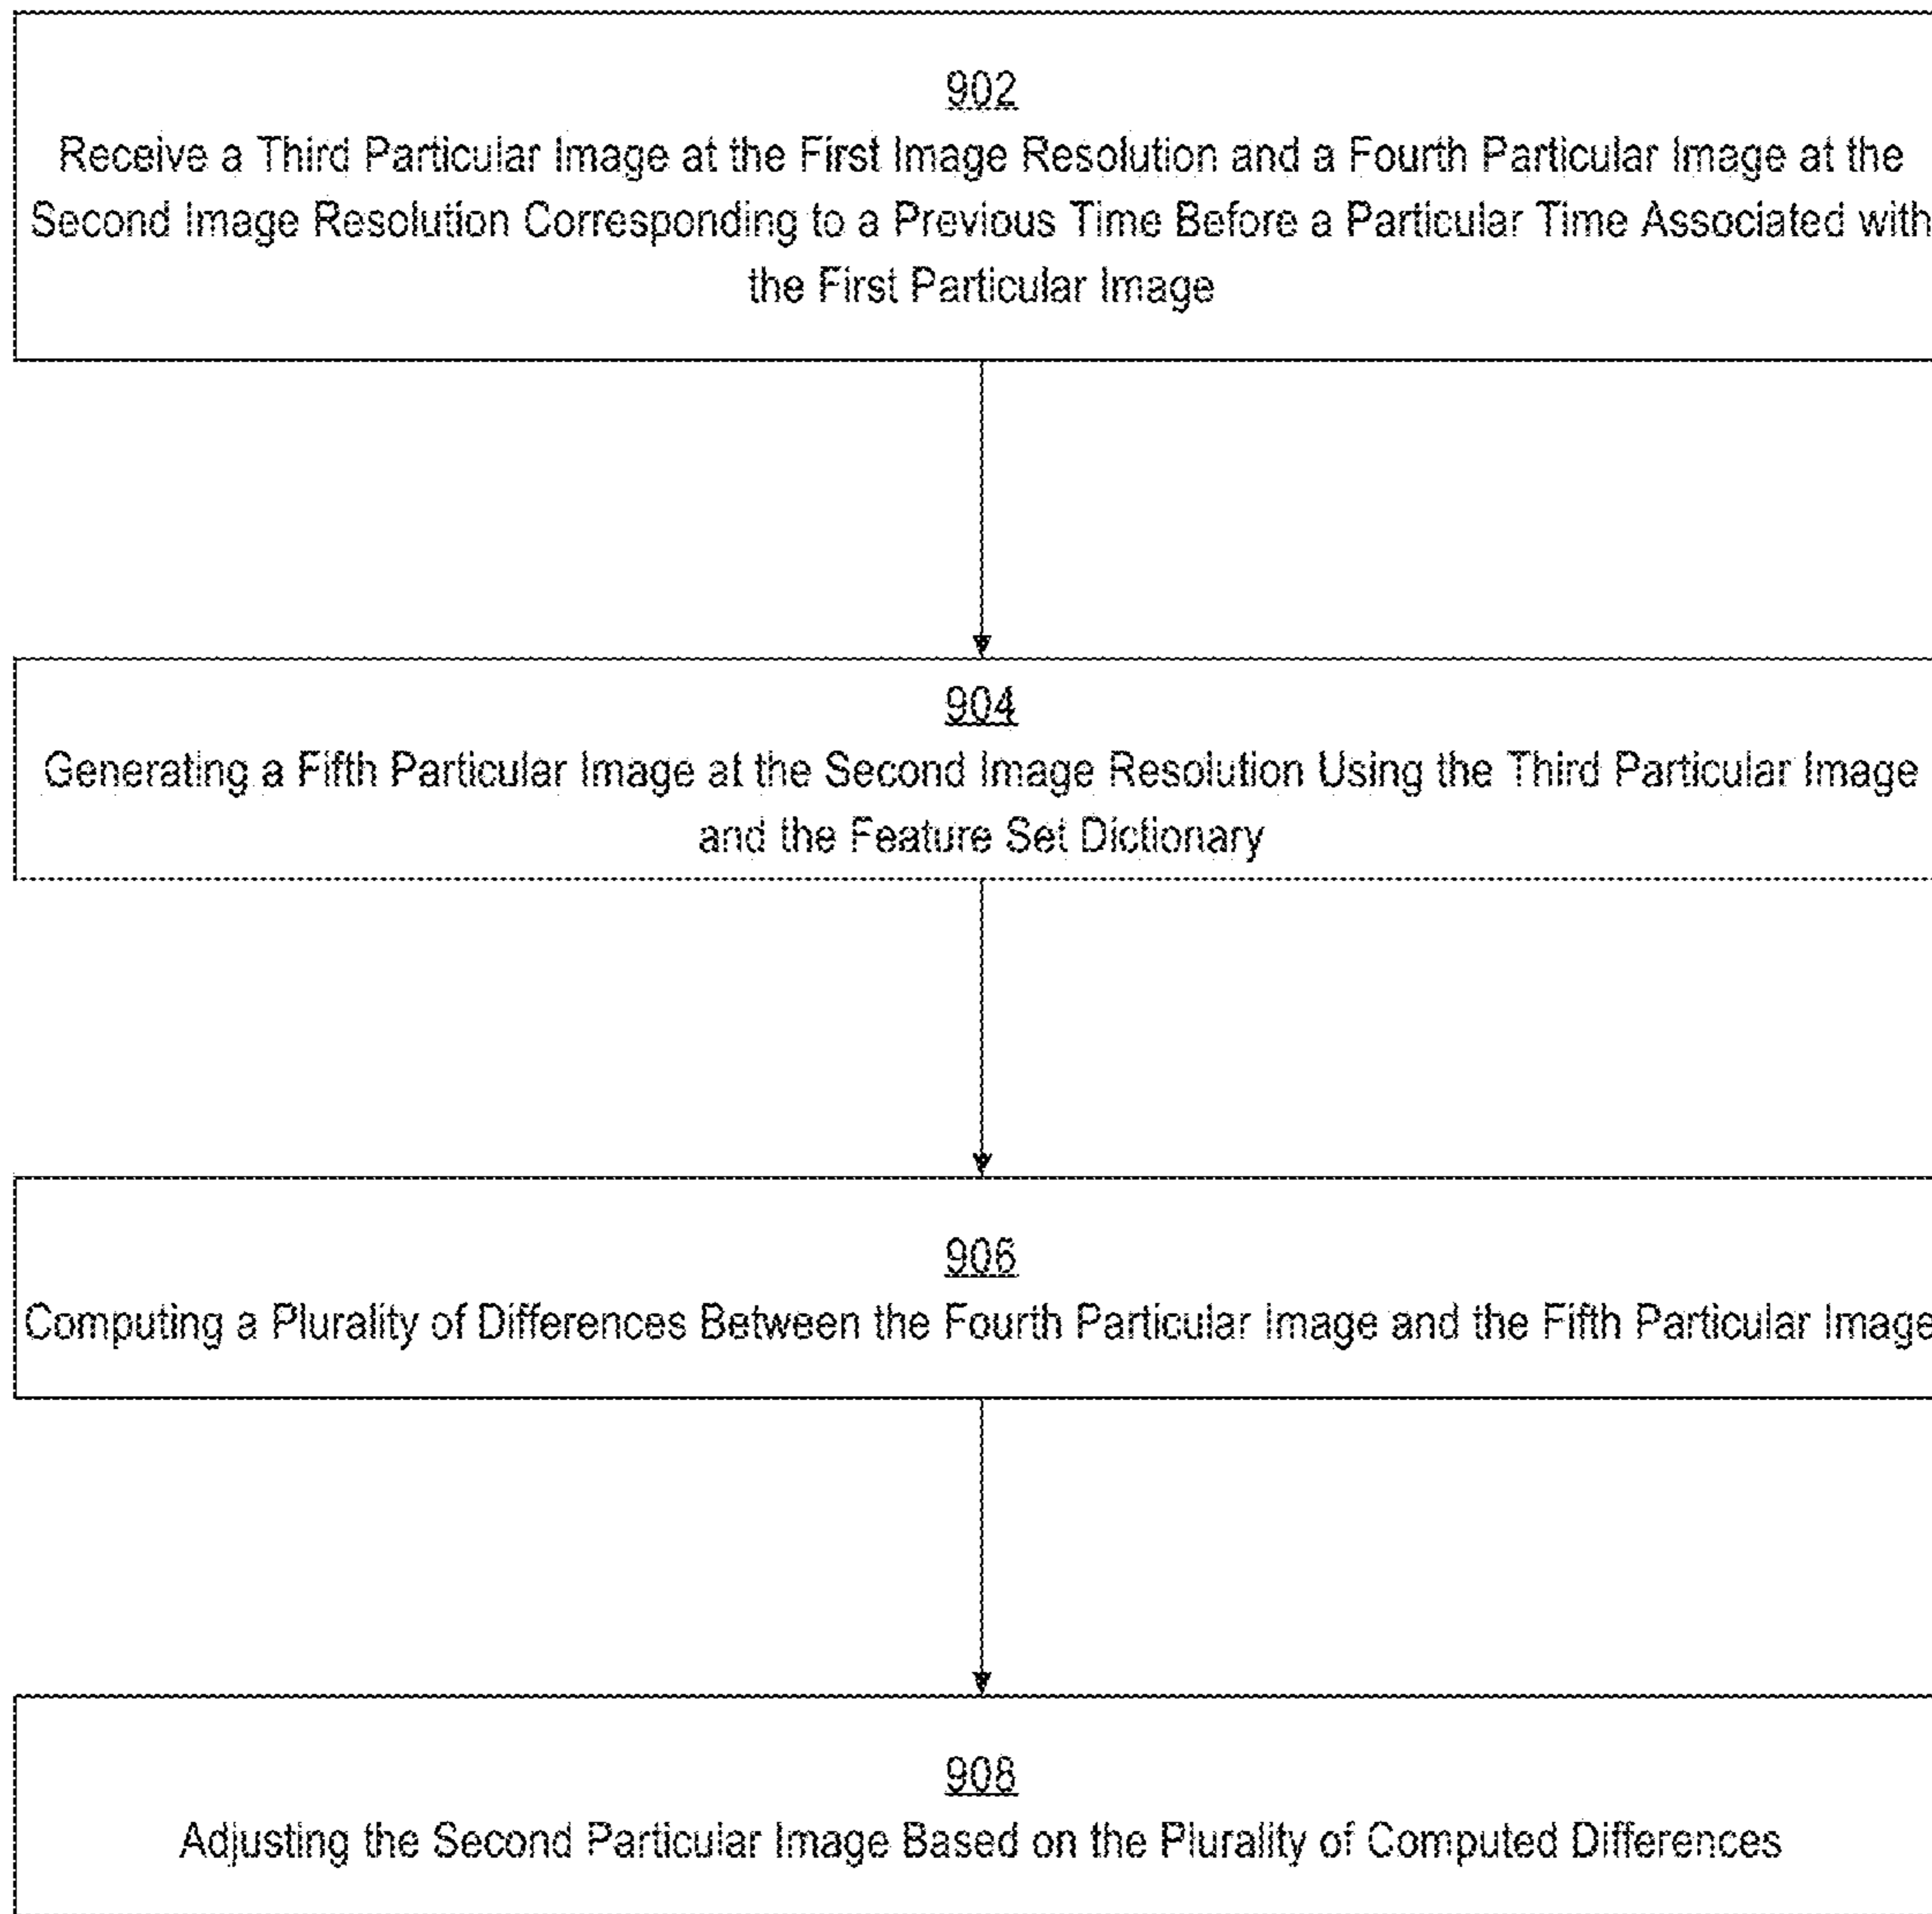 902
Receive a Third Particular Image at the First Image Resolution and a Fourth Particular Image at the
Second Image Resolution Corresponding to a Previous Time Before a Particular Time Associated with
the First Particular Image
904
Generating a Fifth Particular Image at the Second Image Resolution Using the Third Particular Image
and the Feature Set Dictionary
906
Computing a Plurality of Differences Between the Fourth Particular Image and the Fifth Particular Image
908
Adjusting the Second Particular Image Based on the Plurality of Computed Differences